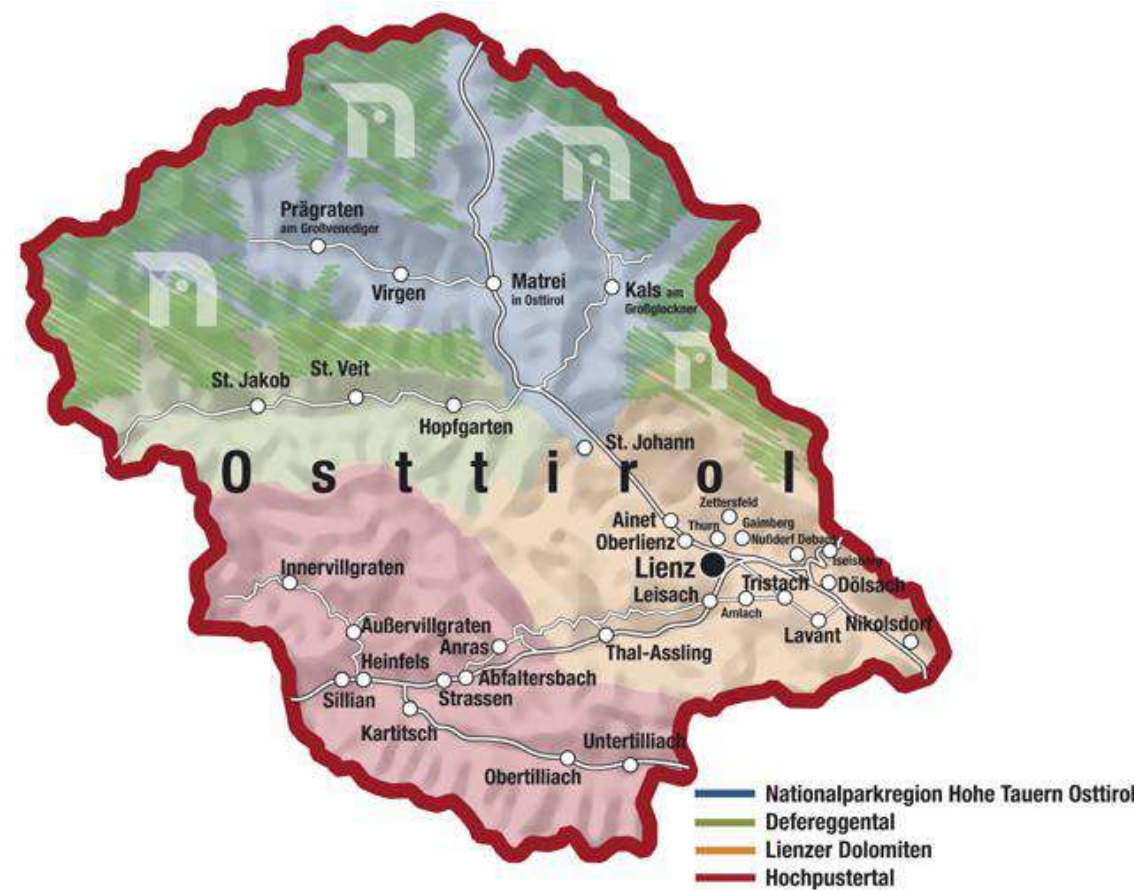 Prägraten
am Großvenediger
Virgen
Matrei
in Osttirol
Kals am
Großglockner
St. Jakob
St. Veit
Hopfgarten
St. Johann
Osttirol
Zettersfeld
Ainet
Thurn
Gaimberg
Oberlienz
Nußdorf Debant
Iselsberg
Lienz
Dölsach
Innervillgraten
Leisach
Tristach
Amlach
Lavant
Nikolsdorf
Außervillgraten
Anras
Thal-Assling
Heinfels
Abfaltersbach
Sillian
Strassen
Kartitsch
Untertilliach
Obertilliach
Nationalparkregion Hohe Tauern Osttirol
Defereggental
Lienzer Dolomiten
Hochpustertal